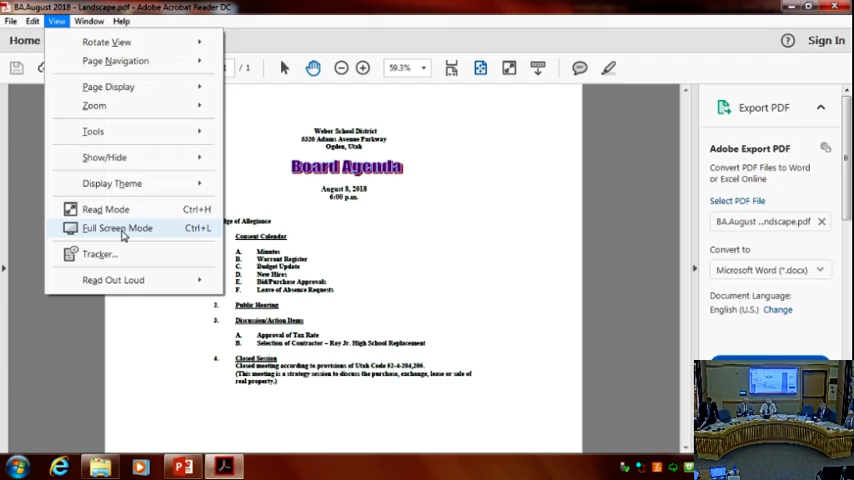 BA.August 2018 - Landscape.pdf - Adobe Acrobat Reader DC
File Edit View Window Help
Home
Sign In
Rotate View
Page Navigation
Page Display
Zoom
Tools
Show/Hide
Display Theme
Read Mode Ctrl+H
Full Screen Mode Ctrl+L
Tracker...
Read Out Loud
/ 1
59.3%
Weber School District
5320 Adams Avenue Parkway
Ogden, Utah
Board Agenda
August 8, 2018
6:00 p.m.
ge of Allegiance
Consent Calendar
A. Minutes
B. Warrant Register
C. Budget Update
D. New Hires
E. Bid/Purchase Approvals
F. Leave of Absence Requests
2. Public Hearing
3. Discussion/Action Items
A. Approval of Tax Rate
B. Selection of Contractor – Roy Jr. High School Replacement
4. Closed Session
Closed meeting according to provisions of Utah Code 52-4-204,205.
(This meeting is a strategy session to discuss the purchase, exchange, lease or sale of
real property.)
Export PDF
Adobe Export PDF
Convert PDF Files to Word
or Excel Online
Select PDF File
BA.August ...ndscape.pdf
Convert to
Microsoft Word (*.docx)
Document Language:
English (U.S.) Change